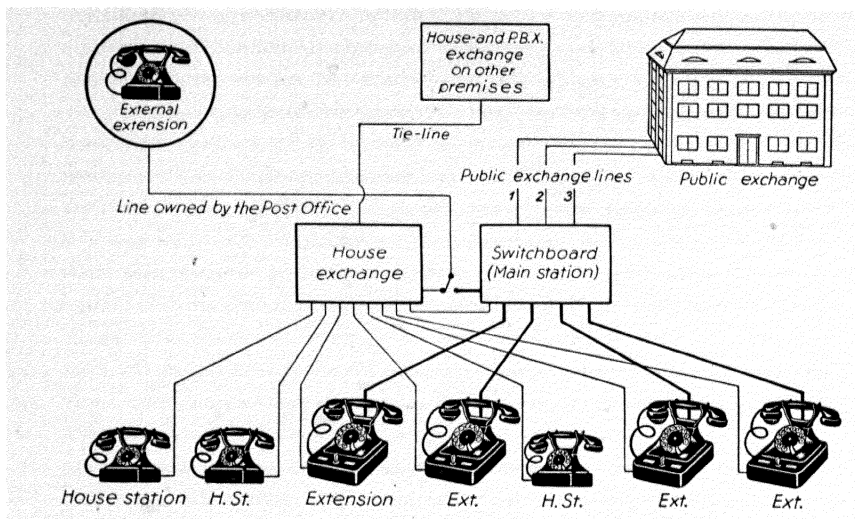 House-and P.B.X.
exchange
on other
premises
External
extension
Tie-line
Public exchange lines
1 2 3
Public exchange
Line owned by the Post Office
House
exchange
Switchboard
(Main station)
House station
H. St.
Extension
Ext.
H. St.
Ext.
Ext.